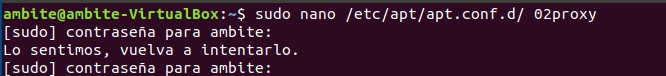 ambite@ambite-VirtualBox:~$ sudo nano /etc/apt/apt.conf.d/ 02proxy
[sudo] contraseña para ambite:
Lo sentimos, vuelva a intentarlo.
[sudo] contraseña para ambite: